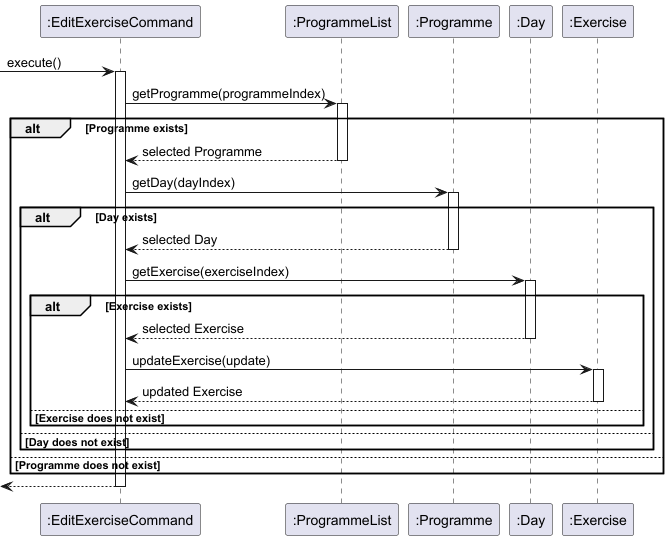 :EditExerciseCommand :ProgrammeList :Programme :Day :Exercise
execute()
getProgramme(programmeIndex)
alt [Programme exists]
selected Programme
getDay(dayIndex)
alt [Day exists]
selected Day
getExercise(exerciseIndex)
alt [Exercise exists]
selected Exercise
updateExercise(update)
updated Exercise
[Exercise does not exist]
[Day does not exist]
[Programme does not exist]
:EditExerciseCommand :ProgrammeList :Programme :Day :Exercise